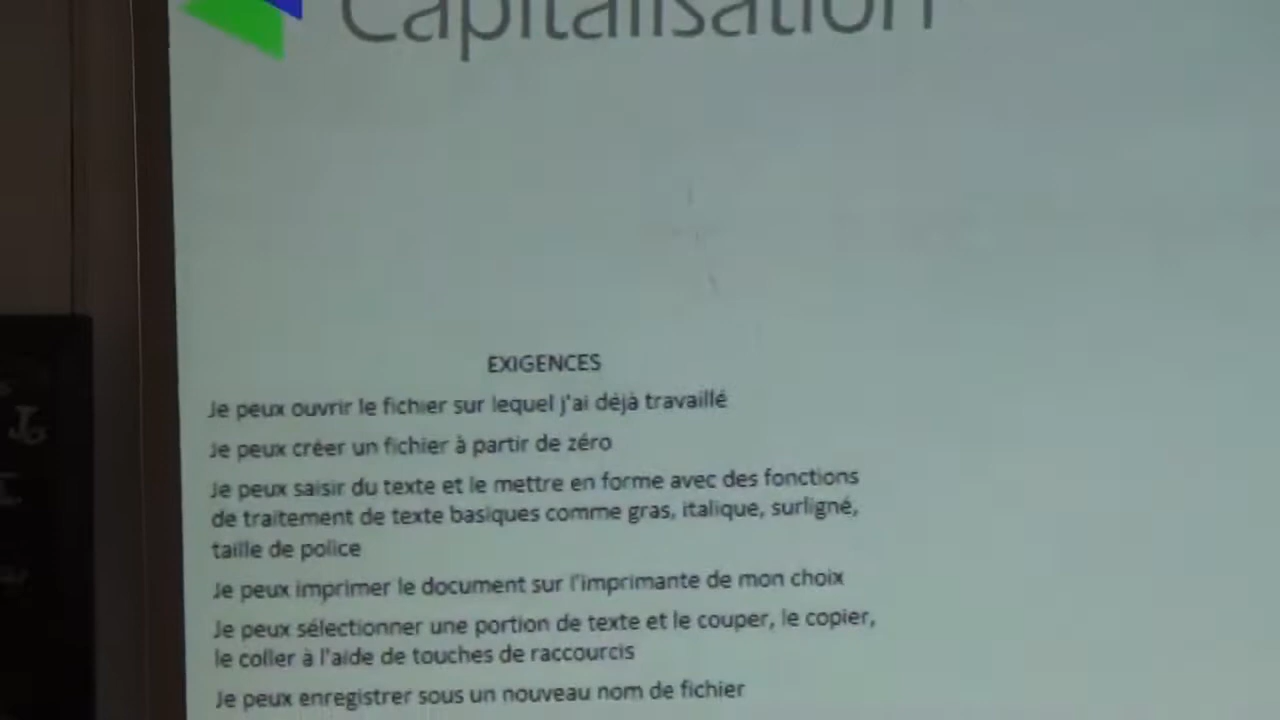 Capitalisation
EXIGENCES
Je peux ouvrir le fichier sur lequel j'ai déjà travaillé
Je peux créer un fichier à partir de zéro
Je peux saisir du texte et le mettre en forme avec des fonctions
de traitement de texte basiques comme gras, italique, surligné,
taille de police
Je peux imprimer le document sur l'imprimante de mon choix
Je peux sélectionner une portion de texte et le couper, le copier,
le coller à l'aide de touches de raccourcis
Je peux enregistrer sous un nouveau nom de fichier